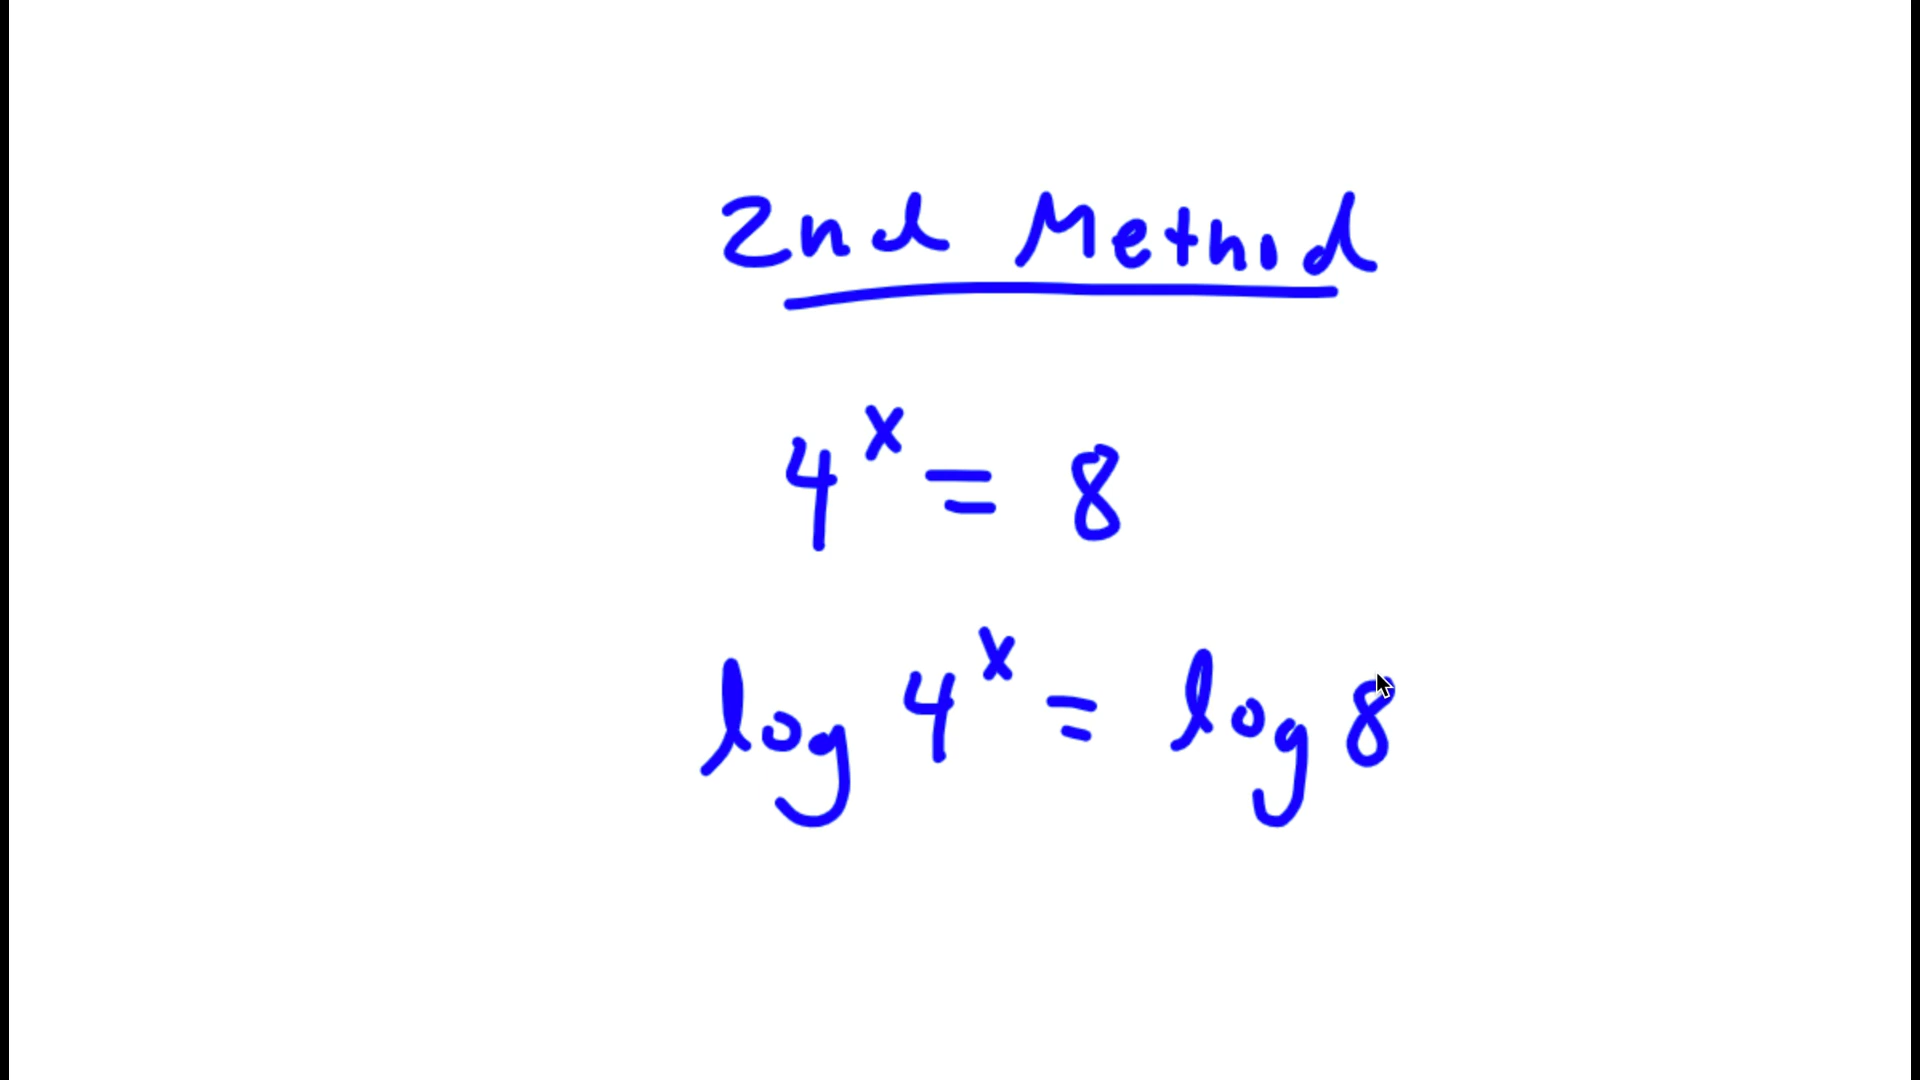 2nd Method
4^x = 8
log 4^x = log 8